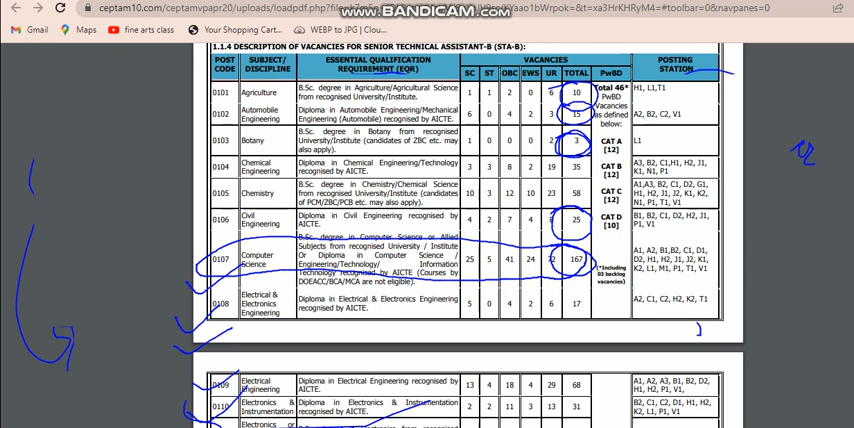 ceptam10.com/ceptamvpapr20/uploads/loadpdf.php?
WWW.BANDICAM.COM
Yaao1bWrpok=&t=xa3HrKHRyM4=#toolbar=0&navpanes=0
Gmail YouTube Maps fine arts class Your Shopping Cart WEBP to JPG | Clou...
1.1.4 DESCRIPTION OF VACANCIES FOR SENIOR TECHNICAL ASSISTANT-B (STA-B):
POST CODE SUBJECT/ DISCIPLINE ESSENTIAL QUALIFICATION REQUIREMENT (EQR) VACANCIES POSTING STATION
SC ST OBC EWS UR TOTAL PwBD
0101 Agriculture B.Sc. degree in Agriculture/Agricultural Science
from recognised University/Institute. 1 1 2 0 6 10 H1, L1,T1
Total 46*
PwBD
Vacancies
as defined
below:
0102 Automobile
Engineering Diploma in Automobile Engineering/Mechanical
Engineering (Automobile) recognised by AICTE. 6 0 4 2 3 15 A2, B2, C2, V1
0103 Botany B.Sc. degree in Botany from recognised
University/Institute (candidates of ZBC etc. may
also apply). 1 0 0 0 2 3 L1
CAT A
[12]
0104 Chemical
Engineering Diploma in Chemical Engineering/Technology
recognised by AICTE. 3 3 8 2 19 35 A3, B2, C1,H1, H2, J1,
K1, N1, P1
CAT B
[12]
0105 Chemistry B.Sc. degree in Chemistry/Chemical Science
from recognised University/Institute (candidates
of PCM/ZBC/PCB etc. may also apply). 10 3 12 10 23 58 A1,A3, B2, C1, D2, G1,
H1, H2, J1, J2, K1, K2,
N1, P1, T1, V1
CAT C
[12]
0106 Civil
Engineering Diploma in Civil Engineering recognised by
AICTE. 4 2 7 4 8 25 B1, B2, C1, D2, H2, J1,
P1, V1
CAT D
[10]
0107 Computer
Science B.Sc. degree in Computer Science or Allied
Subjects from recognised University / Institute
Or Diploma in Computer Science /
Engineering/Technology/ Information
Technology recognised by AICTE (Courses by
DOEACC/BCA/MCA are not eligible). 25 5 41 24 72 167 A1, A2, B1,B2, C1, D1,
D2, H1, H2, J1, J2, K1,
K2, L1, M1, P1, T1, V1
(*Including
03 backlog
vacancies)
0108 Electrical &
Electronics
Engineering Diploma in Electrical & Electronics Engineering
recognised by AICTE. 5 0 4 2 6 17 A2, C1, C2, H2, K2, T1
0109 Electrical
Engineering Diploma in Electrical Engineering recognised by
AICTE. 13 4 18 4 29 68 A1, A2, A3, B1, B2, D2,
H1, H2, P1, V1,
0110 Electronics &
Instrumentation Diploma in Electronics & Instrumentation
recognised by AICTE. 2 2 11 3 13 31 B2, C1, C2, D1, H1, H2,
K2, L1, P1, V1
Electronics or